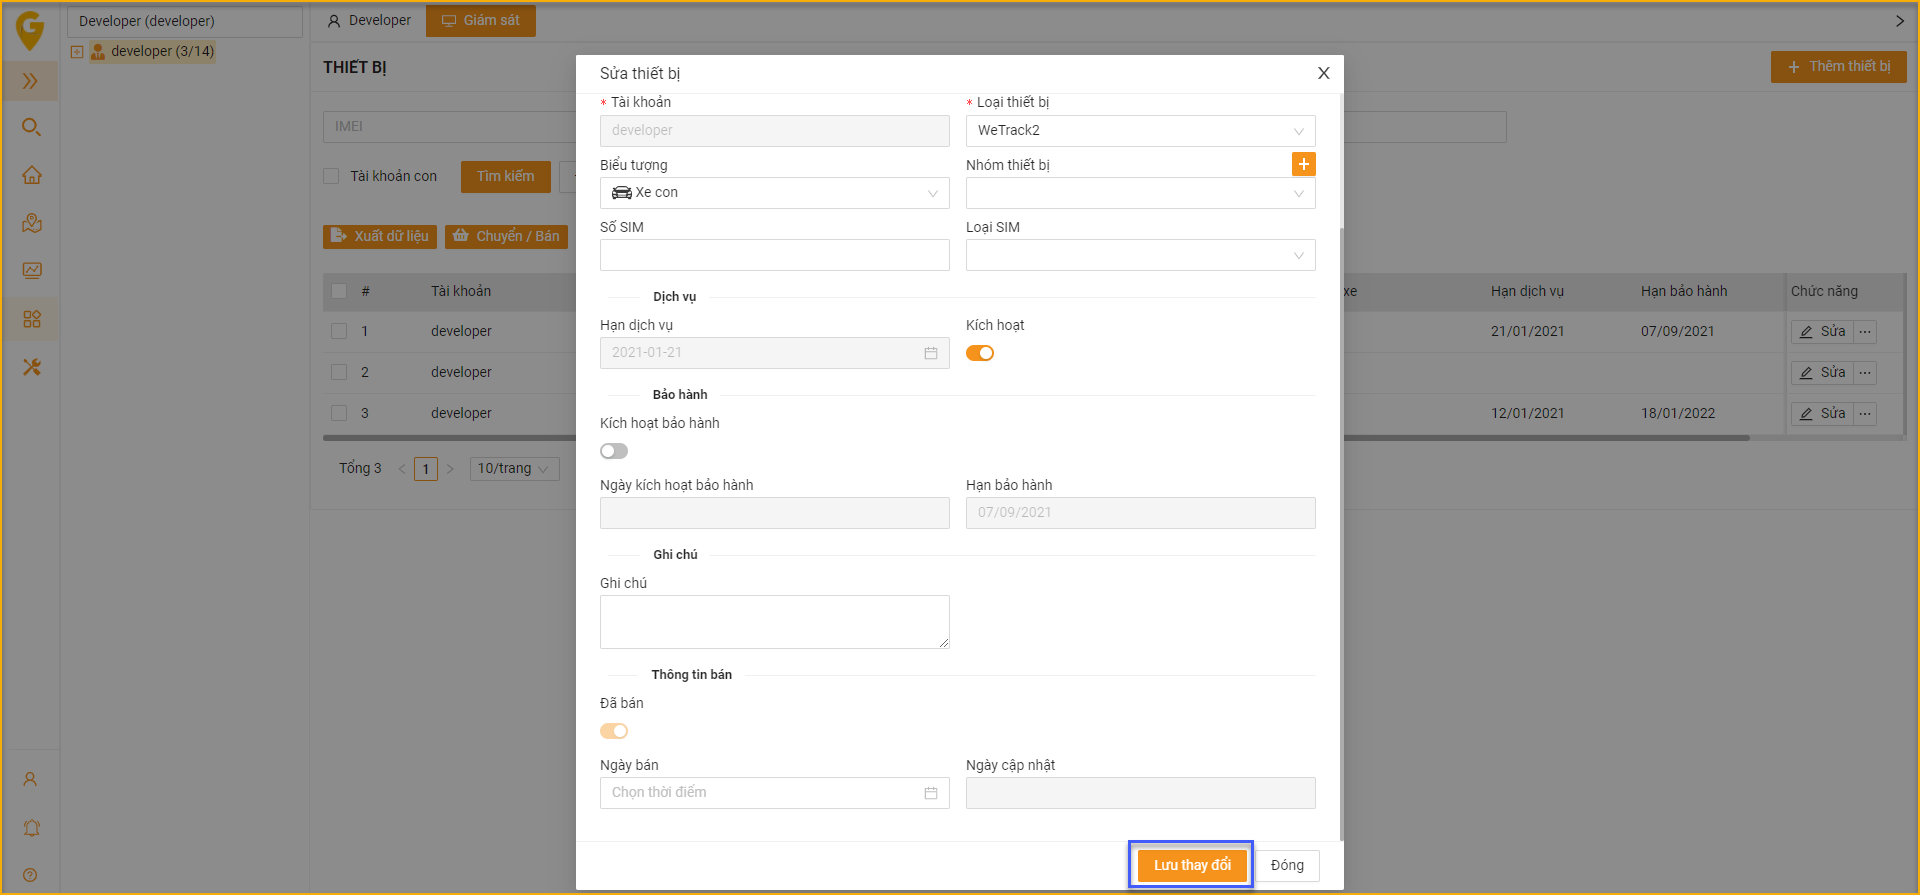 Developer (developer)
developer (3/14)
Developer
Giám sát
THIẾT BỊ
Thêm thiết bị
IMEI
Tài khoản con
Tìm kiếm
Xuất dữ liệu
Chuyển / Bán
# Tài khoản
xe Hạn dịch vụ Hạn bảo hành Chức năng
1 developer
21/01/2021 07/09/2021 Sửa ...
2 developer
Sửa ...
3 developer
12/01/2021 18/01/2022 Sửa ...
Tổng 3 < 1 > 10/trang
Sửa thiết bị X
* Tài khoản
* Loại thiết bị
developer
WeTrack2
Biểu tượng
Nhóm thiết bị
+
Xe con
Số SIM
Loại SIM
Dịch vụ
Hạn dịch vụ
Kích hoạt
2021-01-21
Bảo hành
Kích hoạt bảo hành
Ngày kích hoạt bảo hành
Hạn bảo hành
07/09/2021
Ghi chú
Ghi chú
Thông tin bán
Đã bán
Ngày bán
Ngày cập nhật
Chọn thời điểm
Lưu thay đổi
Đóng